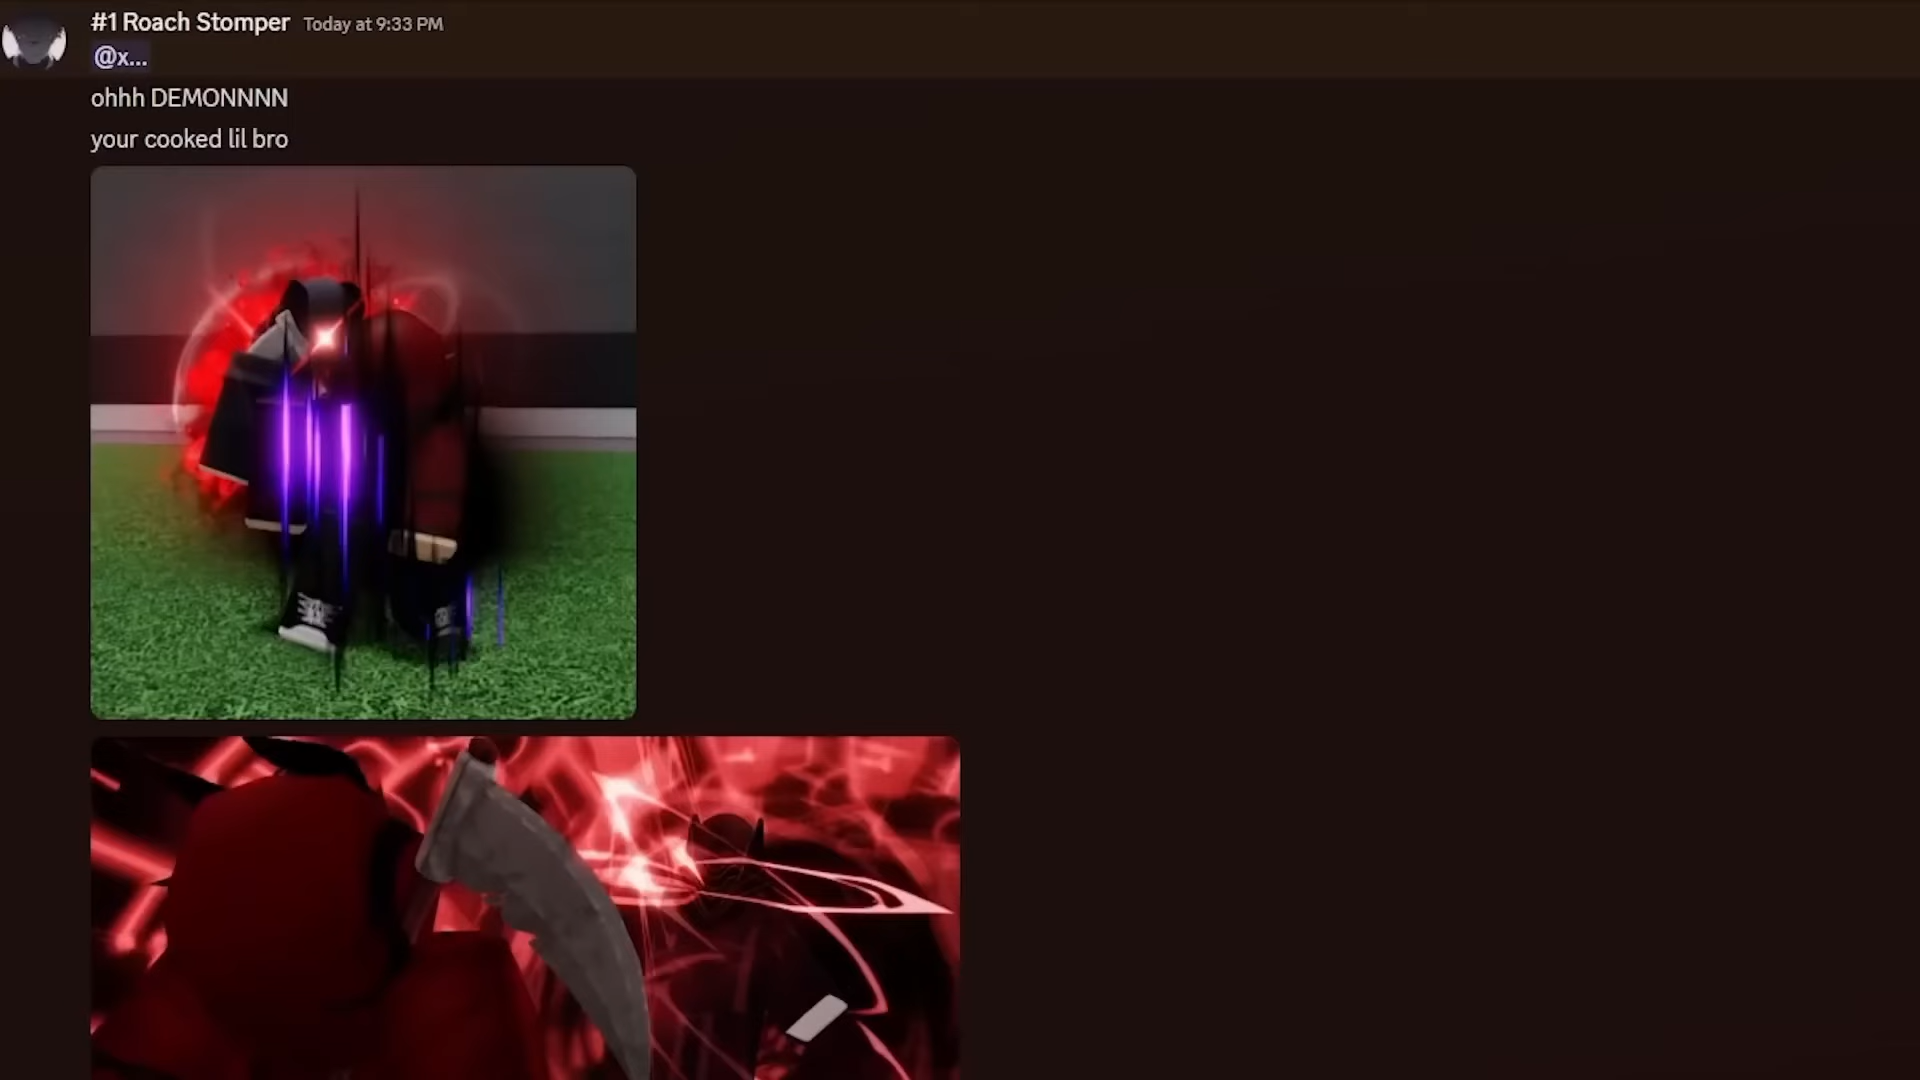 #1 Roach Stomper Today at 9:33 PM
@x...
ohhh DEMONNNN
your cooked lil bro